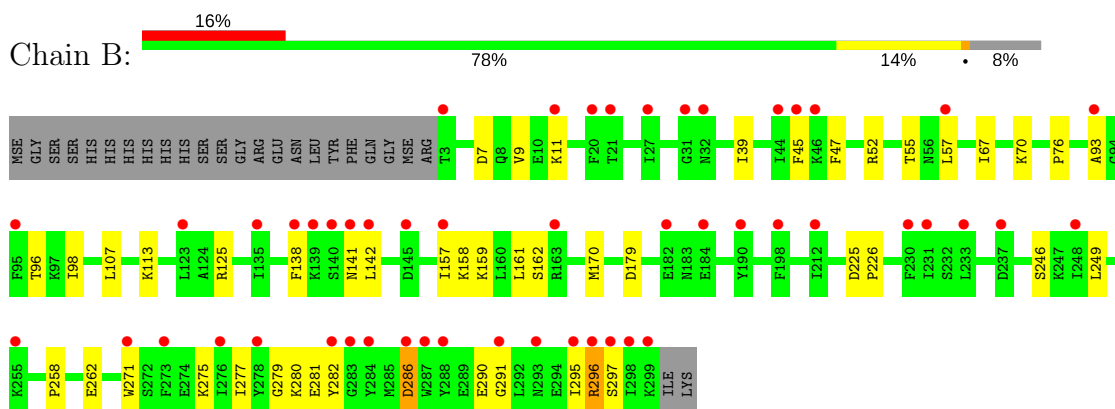 16%
Chain B:
78% 14% • 8%
MSE GLY SER SER HIS HIS HIS HIS HIS HIS SER SER GLY ARG GLU ASN LEU TYR PHE GLN GLY MSE ARG T3 D7 Q8 V9 E10 K11 F20 T21 I27 G31 N32 I39 I44 F45 K46 F47 R52 T55 N56 L57 I67 K70 P76 A93 G94
F95 T96 K97 I98 L107 K113 L123 A124 R125 I135 F138 K139 S140 N141 L142 D145 I157 K158 K159 L160 L161 S162 R163 M170 D179 E182 N183 E184 Y190 F198 I212 D225 P226 F230 I231 S232 L233 D237 S246 K247 I248 L249
K255 P258 E262 W271 S272 F273 E274 K275 I276 I277 Y278 G279 K280 E281 Y282 G283 Y284 M285 D286 W287 Y288 E289 E290 G291 L292 N293 E294 I295 R296 S297 I298 K299 ILE LYS